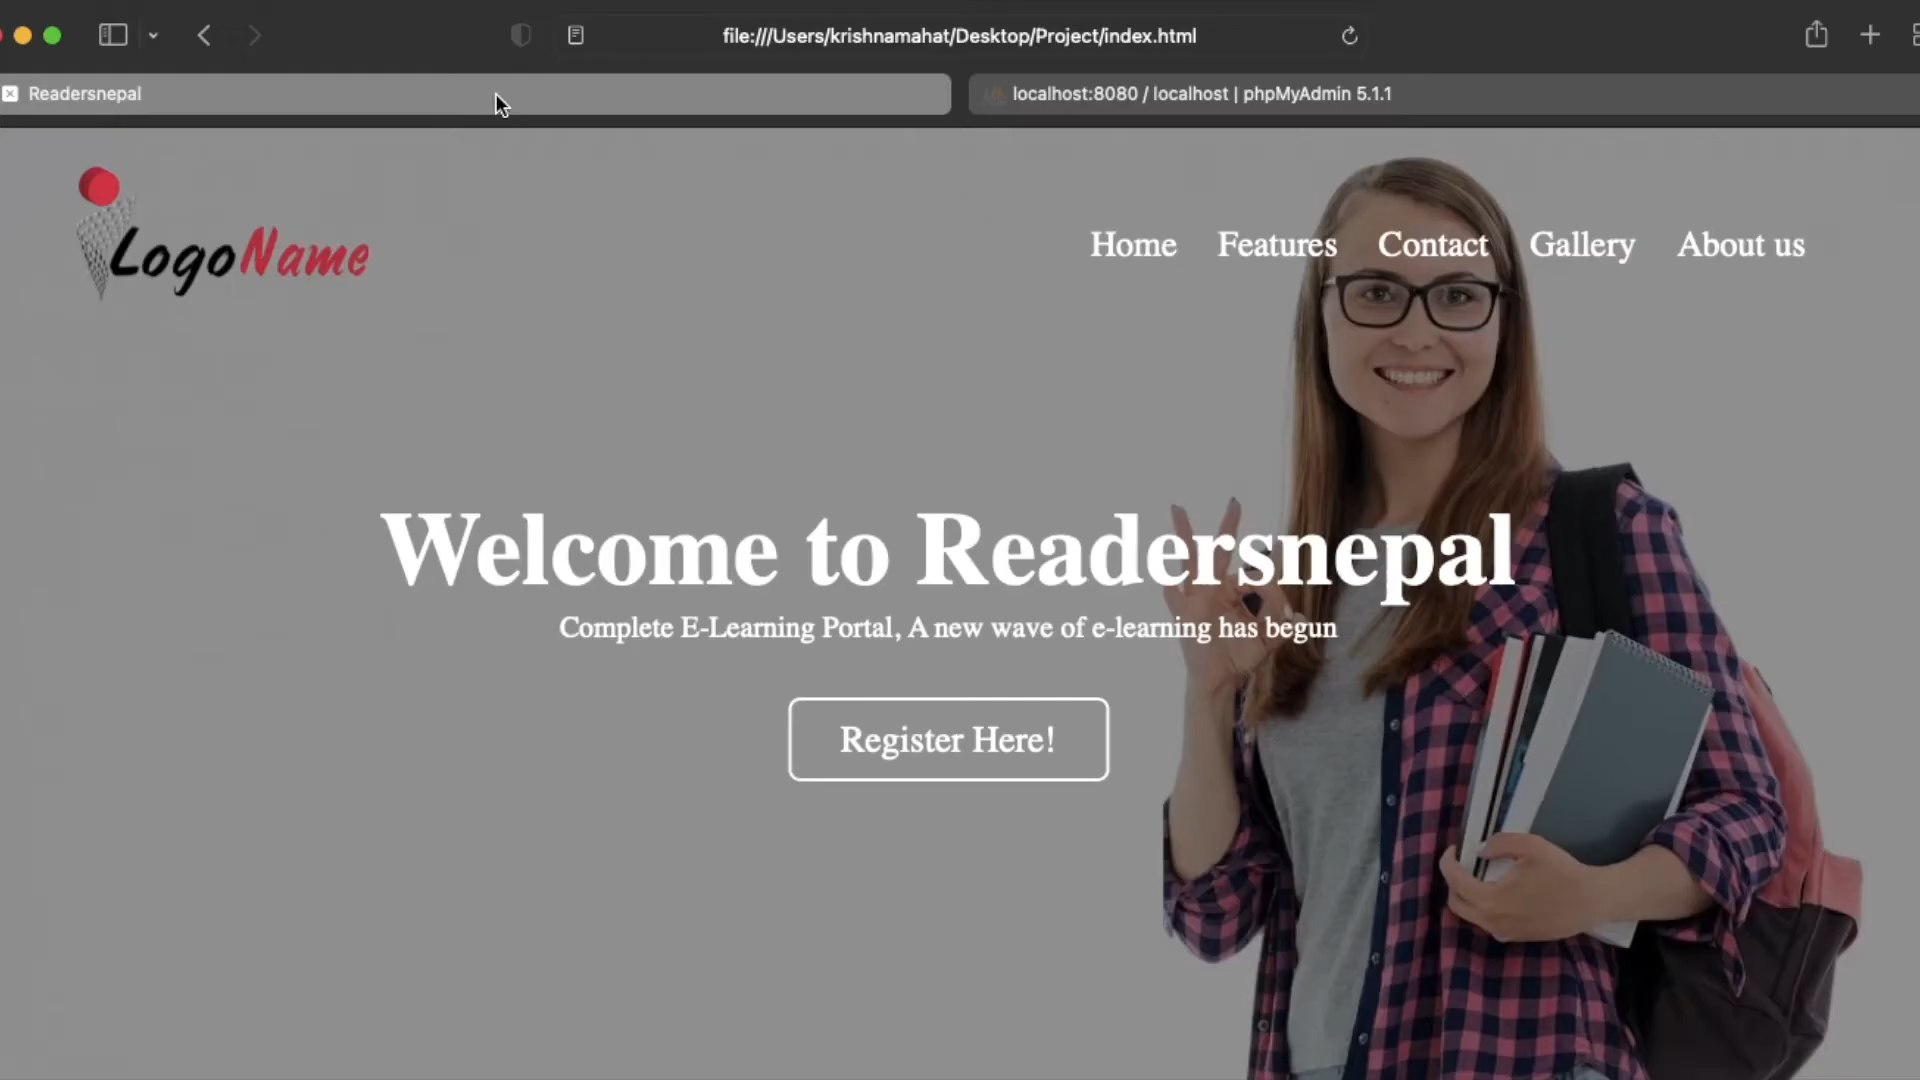 file:///Users/krishnamahat/Desktop/Project/index.html
Readersnepal
localhost:8080 / localhost | phpMyAdmin 5.1.1
LogoName
Home Features Contact Gallery About us
Welcome to Readersnepal
Complete E-Learning Portal, A new wave of e-learning has begun
Register Here!